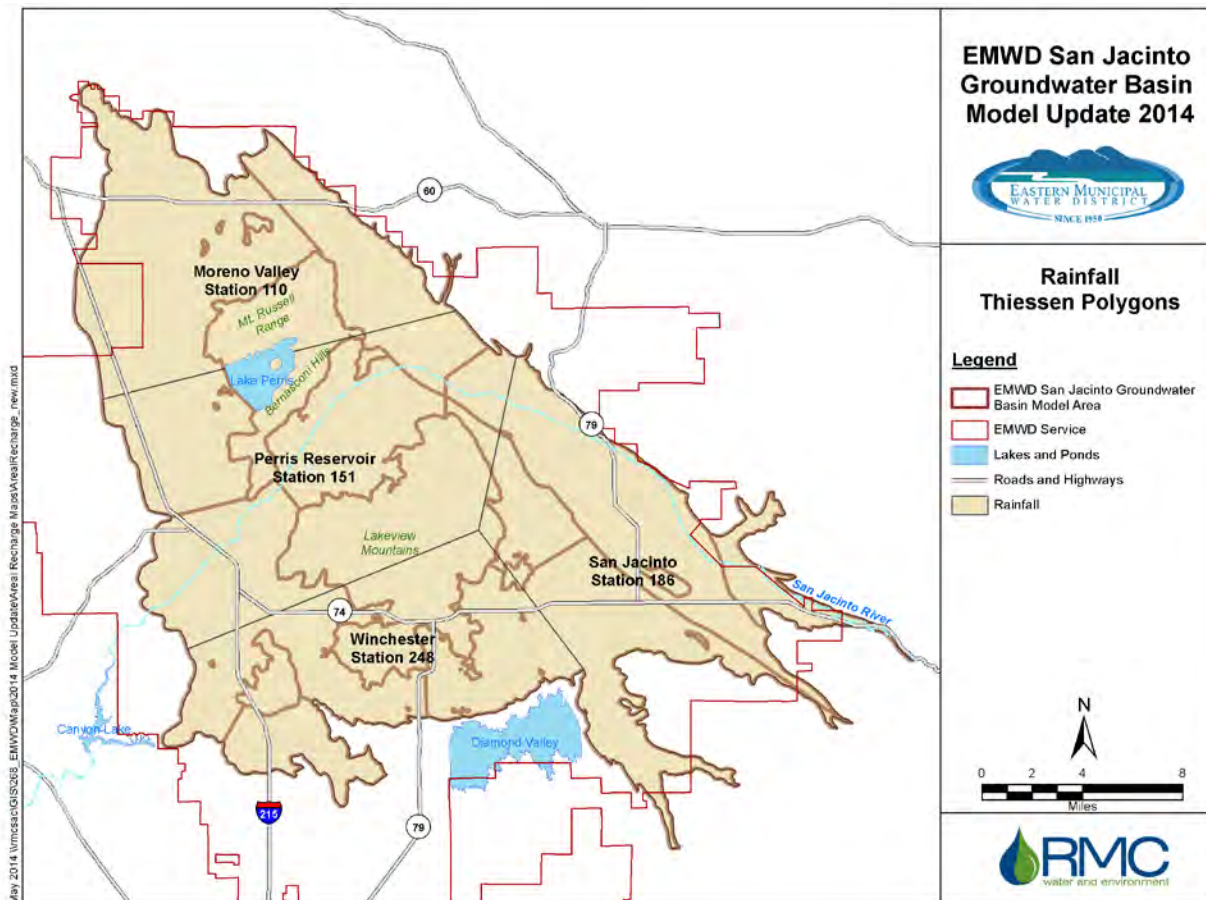 EMWD San Jacinto
Groundwater Basin
Model Update 2014
EASTERN MUNICIPAL
WATER DISTRICT
SINCE 1950
Rainfall
Thiessen Polygons
Legend
EMWD San Jacinto Groundwater
Basin Model Area
EMWD Service
Lakes and Ponds
Roads and Highways
Rainfall
N
0 2 4 8
Miles
RMC
water and environment
60
Moreno Valley
Station 110
Mt. Russell
Range
Lake Perris
Bernasconi Hills
79
Perris Reservoir
Station 151
Lakeview
Mountains
San Jacinto
Station 186
San Jacinto River
74
Winchester
Station 248
Canyon Lake
Diamond Valley
215
79